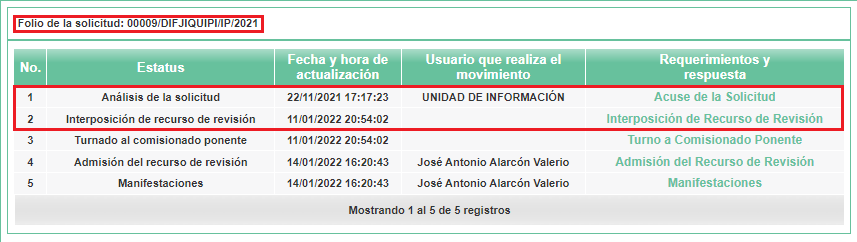 Folio de la solicitud: 00009/DIFJIQUIPI/IP/2021
No. Estatus Fecha y hora de actualización Usuario que realiza el movimiento Requerimientos y respuesta
1 Análisis de la solicitud 22/11/2021 17:17:23 UNIDAD DE INFORMACIÓN Acuse de la Solicitud
2 Interposición de recurso de revisión 11/01/2022 20:54:02 Interposición de Recurso de Revisión
3 Turnado al comisionado ponente 11/01/2022 20:54:02 Turno a Comisionado Ponente
4 Admisión del recurso de revisión 14/01/2022 16:20:43 José Antonio Alarcón Valerio Admisión del Recurso de Revisión
5 Manifestaciones 14/01/2022 16:20:43 José Antonio Alarcón Valerio Manifestaciones
Mostrando 1 al 5 de 5 registros